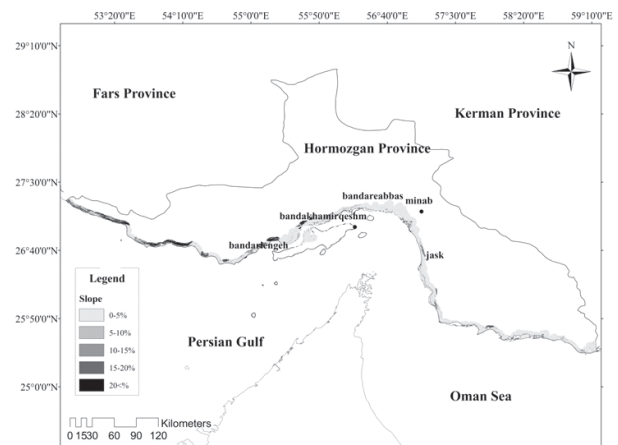 53°20'0"E 54°10'0"E 55°0'0"E 55°50'0"E 56°40'0"E 57°30'0"E 58°20'0"E 59°10'0"E
29°10'0"N
N
Fars Province
28°20'0"N
Kerman Province
Hormozgan Province
27°30'0"N
bandareabbas
minab
bandakhamirqeshm
bandarlengeh
26°40'0"N
jask
Legend
Slope
0-5%
5-10%
10-15%
15-20%
20<%
25°50'0"N
Persian Gulf
25°0'0"N
Oman Sea
Kilometers
0 1530 60 90 120